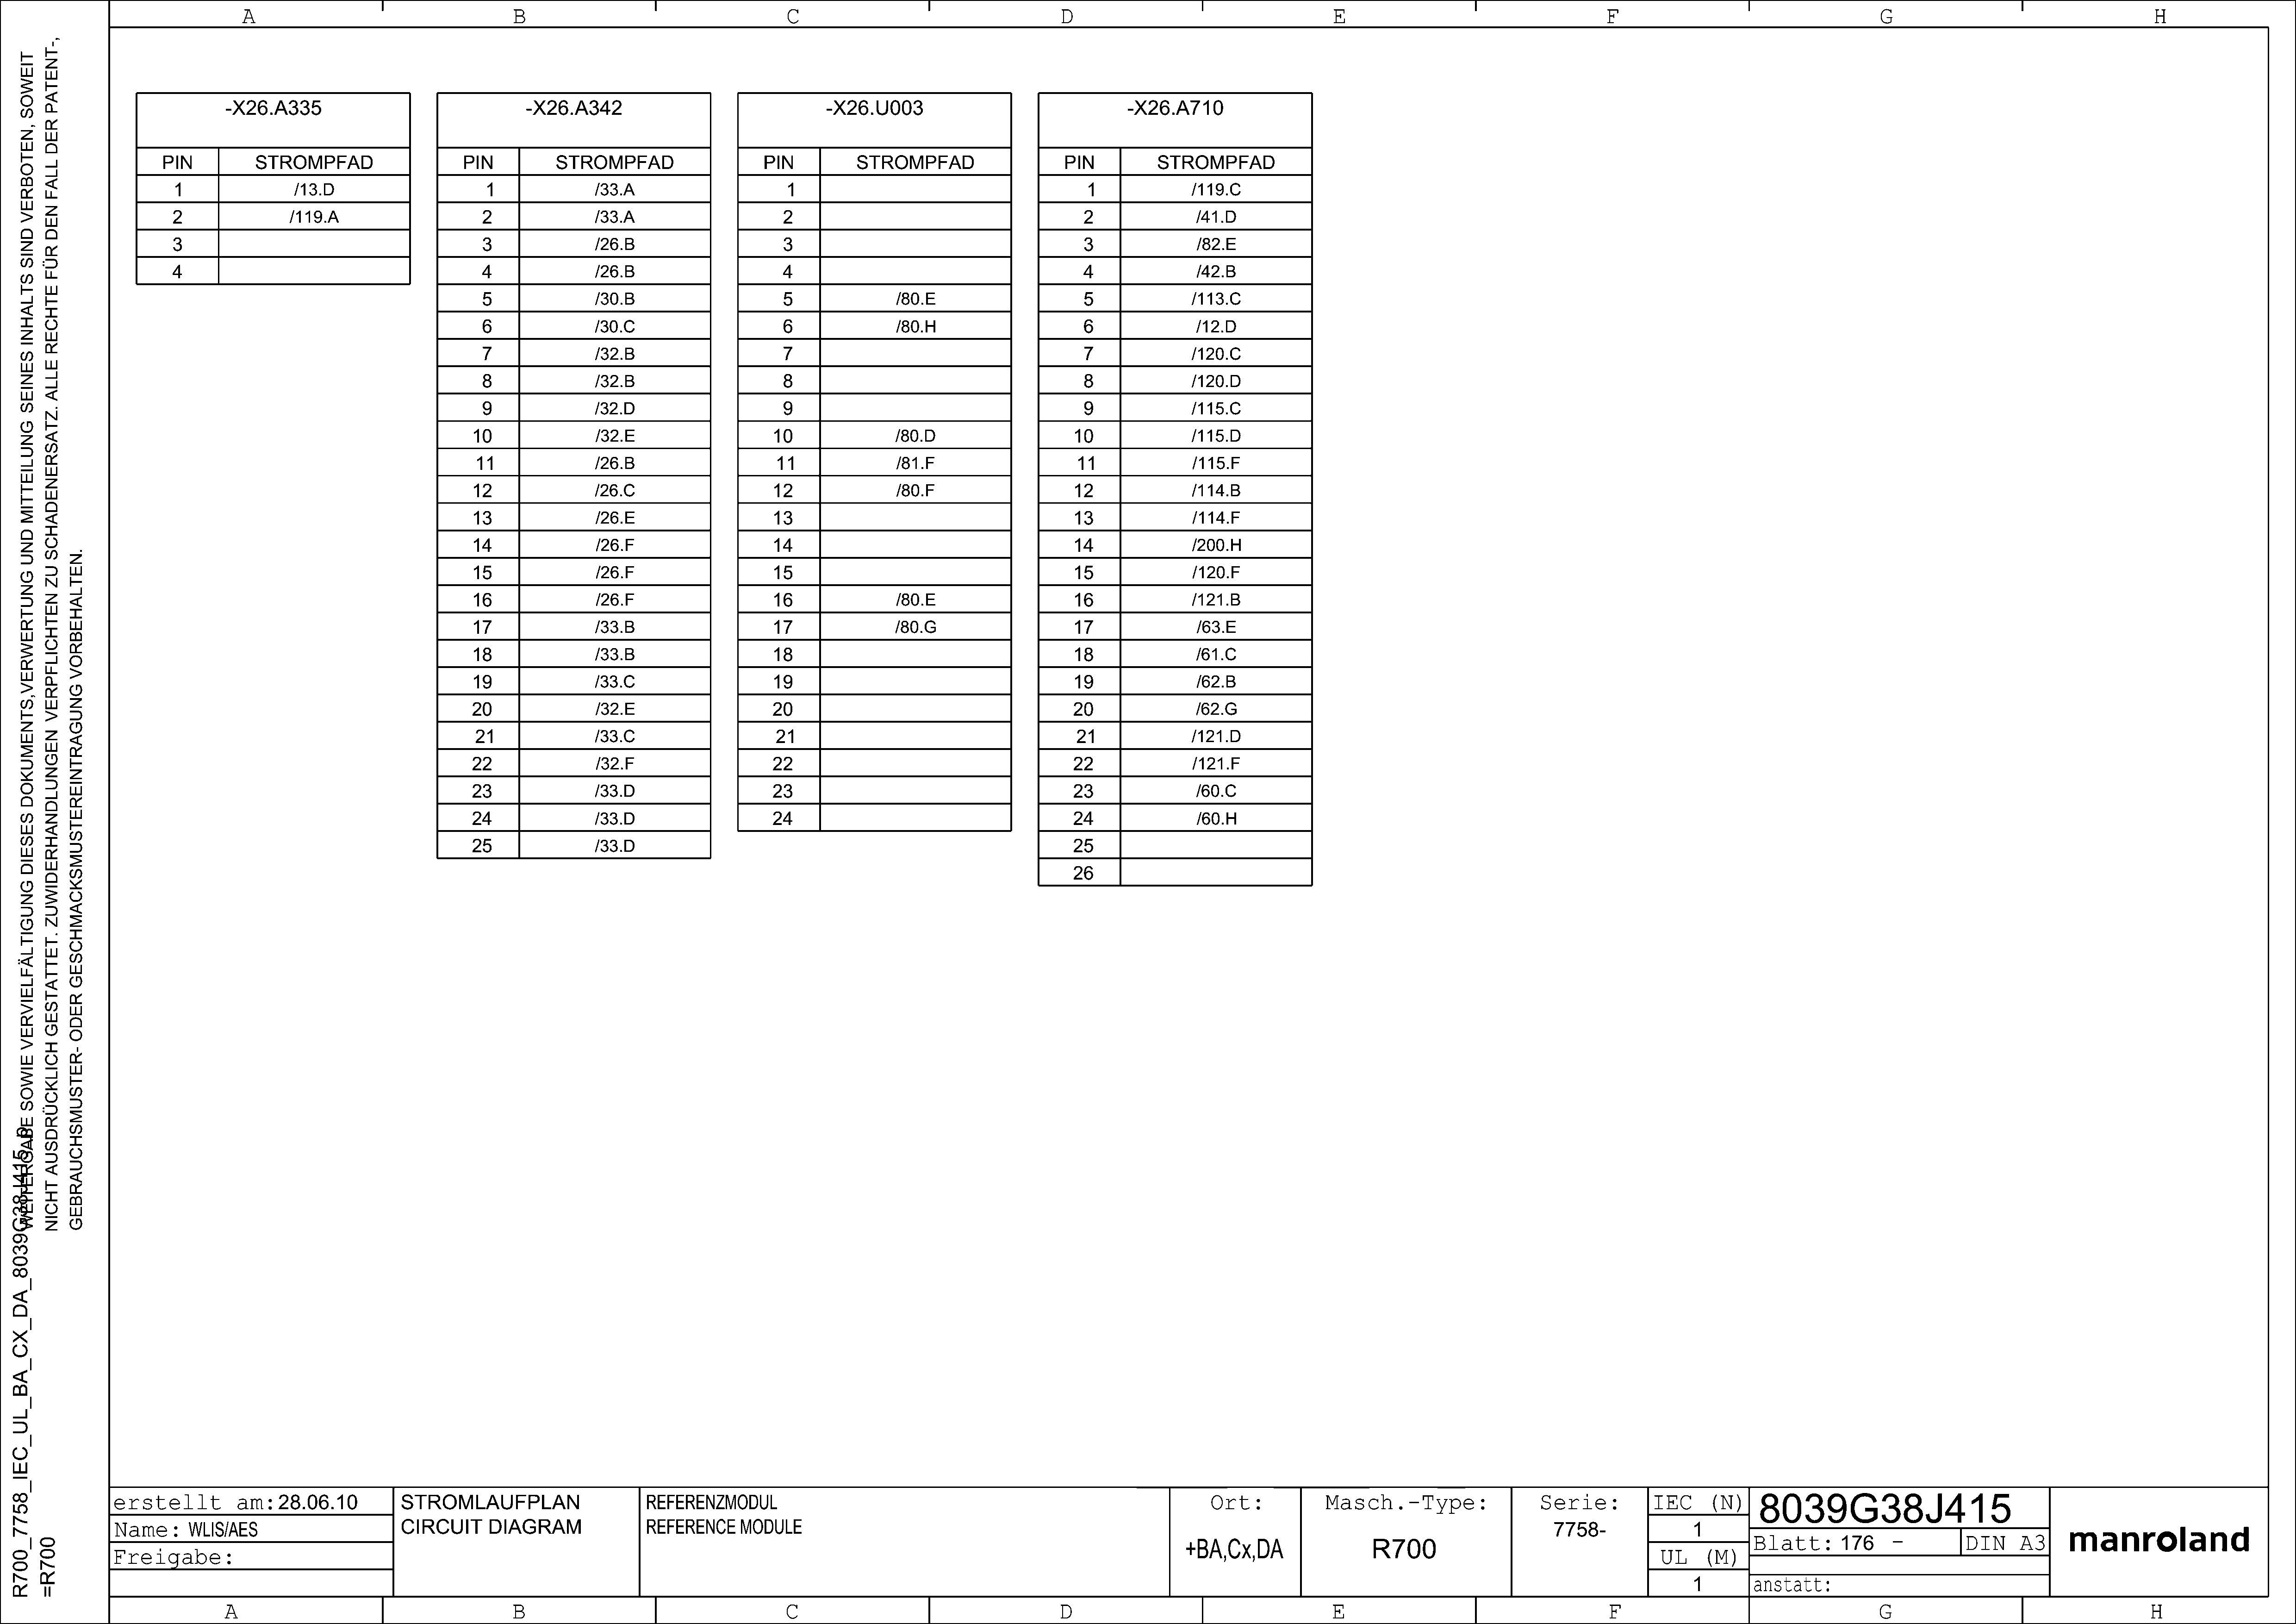 A B C D E F G H
-X26.A335
PIN STROMPFAD
1 /13.D
2 /119.A
3
4
-X26.A342
PIN STROMPFAD
1 /33.A
2 /33.A
3 /26.B
4 /26.B
5 /30.B
6 /30.C
7 /32.B
8 /32.B
9 /32.D
10 /32.E
11 /26.B
12 /26.C
13 /26.E
14 /26.F
15 /26.F
16 /26.F
17 /33.B
18 /33.B
19 /33.C
20 /32.E
21 /33.C
22 /32.F
23 /33.D
24 /33.D
25 /33.D
-X26.U003
PIN STROMPFAD
1
2
3
4
5 /80.E
6 /80.H
7
8
9
10 /80.D
11 /81.F
12 /80.F
13
14
15
16 /80.E
17 /80.G
18
19
20
21
22
23
24
-X26.A710
PIN STROMPFAD
1 /119.C
2 /41.D
3 /82.E
4 /42.B
5 /113.C
6 /12.D
7 /120.C
8 /120.D
9 /115.C
10 /115.D
11 /115.F
12 /114.B
13 /114.F
14 /200.H
15 /120.F
16 /121.B
17 /63.E
18 /61.C
19 /62.B
20 /62.G
21 /121.D
22 /121.F
23 /60.C
24 /60.H
25
26
WEITERGABE SOWIE VERVIELFÄLTIGUNG DIESES DOKUMENTS,VERWERTUNG UND MITTEILUNG SEINES INHALTS SIND VERBOTEN, SOWEIT
NICHT AUSDRÜCKLICH GESTATTET. ZUWIDERHANDLUNGEN VERPFLICHTEN ZU SCHADENERSATZ. ALLE RECHTE FÜR DEN FALL DER PATENT-,
GEBRAUCHSMUSTER- ODER GESCHMACKSMUSTEREINTRAGUNG VORBEHALTEN.
R700_7758_IEC_UL_BA_CX_DA_8039G38J415_P
=R700
erstellt am: 28.06.10
Name: WLIS/AES
Freigabe:
STROMLAUFPLAN
CIRCUIT DIAGRAM
REFERENZMODUL
REFERENCE MODULE
Ort:
+BA,Cx,DA
Masch.-Type:
R700
Serie:
7758-
IEC (N)
1
UL (M)
1
8039G38J415
Blatt: 176 - DIN A3
anstatt:
manroland
A B C D E F G H